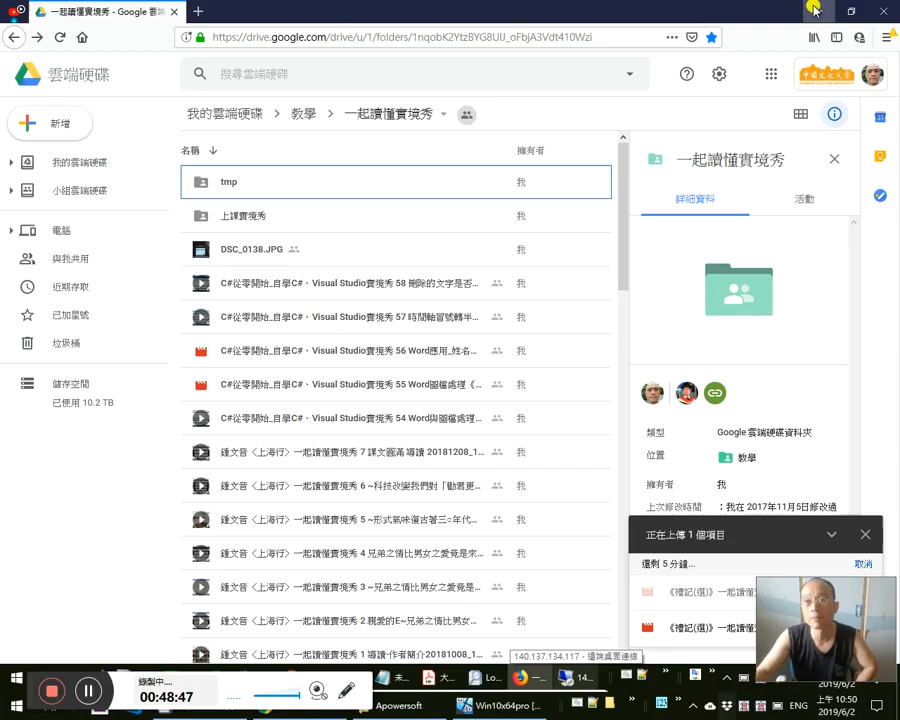 一起讀懂實境秀 - Google 雲端硬
https://drive.google.com/drive/u/1/folders/1nqobK2YtzBYG8UIJ_oFbjA3Vdt410Wzi
雲端硬碟
搜尋雲端硬碟
中國文化大學
新增
我的雲端硬碟
教學
一起讀懂實境秀
31
名稱
擁有者
一起讀懂實境秀
詳細資料
活動
我的雲端硬碟
小組雲端硬碟
電腦
與我共用
近期存取
已加星號
垃圾桶
儲存空間
已使用 10.2 TB
tmp
我
上課實境秀
我
DSC_0138.JPG
我
C#從零開始_自學C#、Visual Studio實境秀 58 刪除的文字是否...
我
C#從零開始_自學C#、Visual Studio實境秀 57 時間軸冒號轉半...
我
C#從零開始_自學C#、Visual Studio實境秀 56 Word應用_姓名...
我
C#從零開始_自學C#、Visual Studio實境秀 55 Word圖檔處理《...
我
C#從零開始_自學C#、Visual Studio實境秀 54 Word與圖檔處理...
我
鍾文音〈上海行〉一起讀懂實境秀 7 課文圓滿 導讀 20181208_1...
我
鍾文音〈上海行〉一起讀懂實境秀 6 ~科技改變我們對「勸君更...
我
鍾文音〈上海行〉一起讀懂實境秀 5 ~形式氣味復古著三○年代...
我
鍾文音〈上海行〉一起讀懂實境秀 4 兄弟之情比男女之愛竟是來...
我
鍾文音〈上海行〉一起讀懂實境秀 3 ~兄弟之情比男女之愛竟是...
我
鍾文音〈上海行〉一起讀懂實境秀 2 親愛的E~兄弟之情比男女...
我
鍾文音〈上海行〉一起讀懂實境秀 1 導讀-作者簡介20181008_...
類型
Google 雲端硬碟資料夾
位置
教學
擁有者
我
上次修改時間
：我在 2017年11月5日修改過
正在上傳 1 個項目
還剩 5 分鐘...
取消
《禮記(選)》一起讀懂
《禮記(選)》一起讀懂
140.137.134.117 - 遠端桌面連線
錄製中...
00:48:47
未...
大...
Lo...
一...
14...
Apowersoft
Win10x64pro [...
2019/6/2
上午 10:50
ENG
2019/6/2